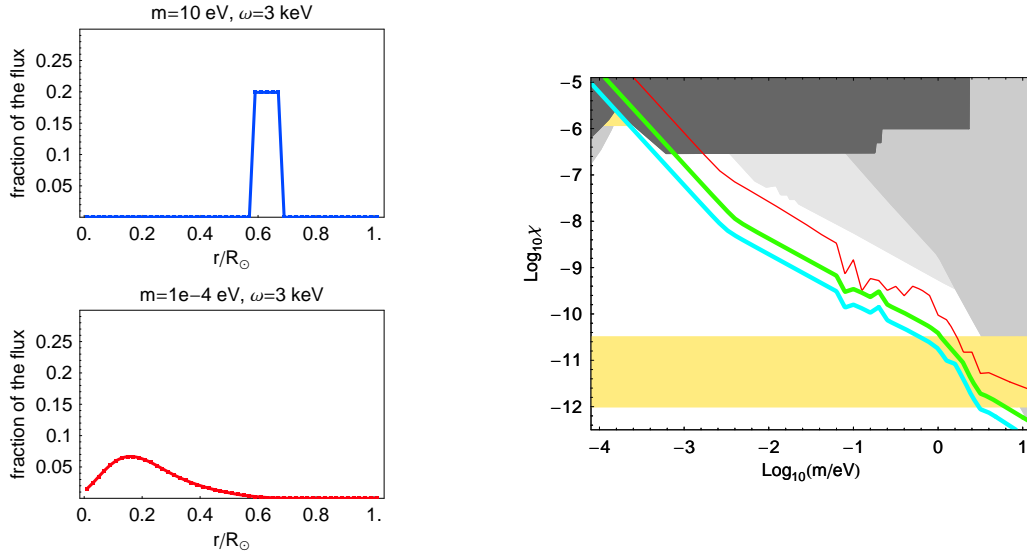 m=10 eV, ω=3 keV
fraction of the flux
0.25
0.2
0.15
0.1
0.05
0. 0.2 0.4 0.6 0.8 1.
r/R⊙
m=1e−4 eV, ω=3 keV
fraction of the flux
0.25
0.2
0.15
0.1
0.05
0. 0.2 0.4 0.6 0.8 1.
r/R⊙
Log₁₀χ
−5
−6
−7
−8
−9
−10
−11
−12
−4 −3 −2 −1 0 1
Log₁₀(m/eV)